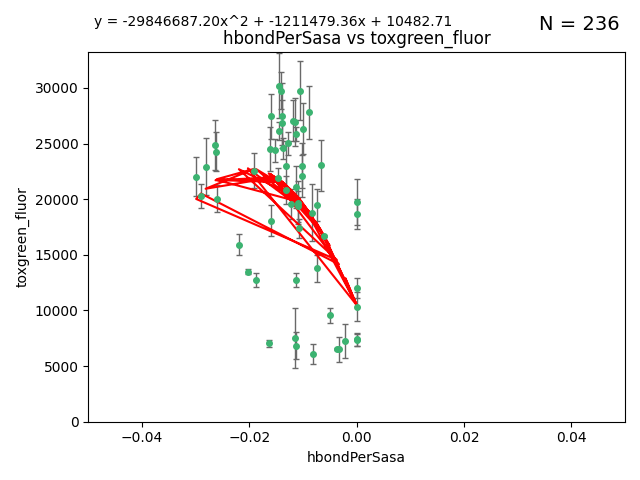 y = -29846687.20x^2 + -1211479.36x + 10482.71
N = 236
hbondPerSasa vs toxgreen_fluor
30000
25000
20000
15000
10000
5000
0
toxgreen_fluor
−0.04
−0.02
0.00
0.02
0.04
hbondPerSasa